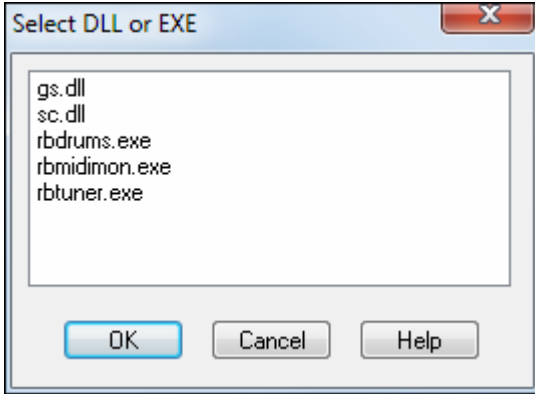 Select DLL or EXE
gs.dll
sc.dll
rbdrums.exe
rbmidimon.exe
rbtuner.exe
OK Cancel Help